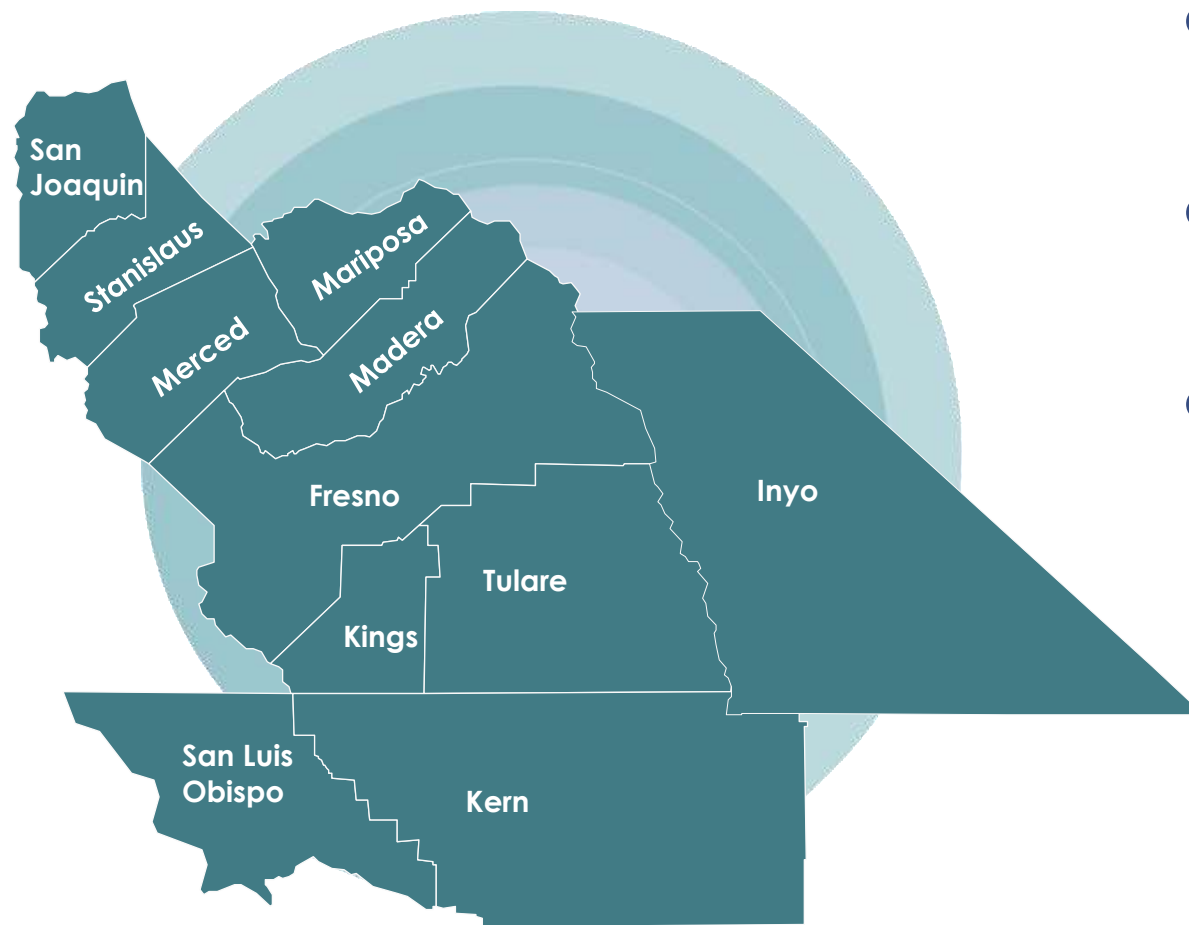 San
Joaquin
Stanislaus
Mariposa
Merced
Madera
Fresno
Inyo
Tulare
Kings
San Luis
Obispo
Kern